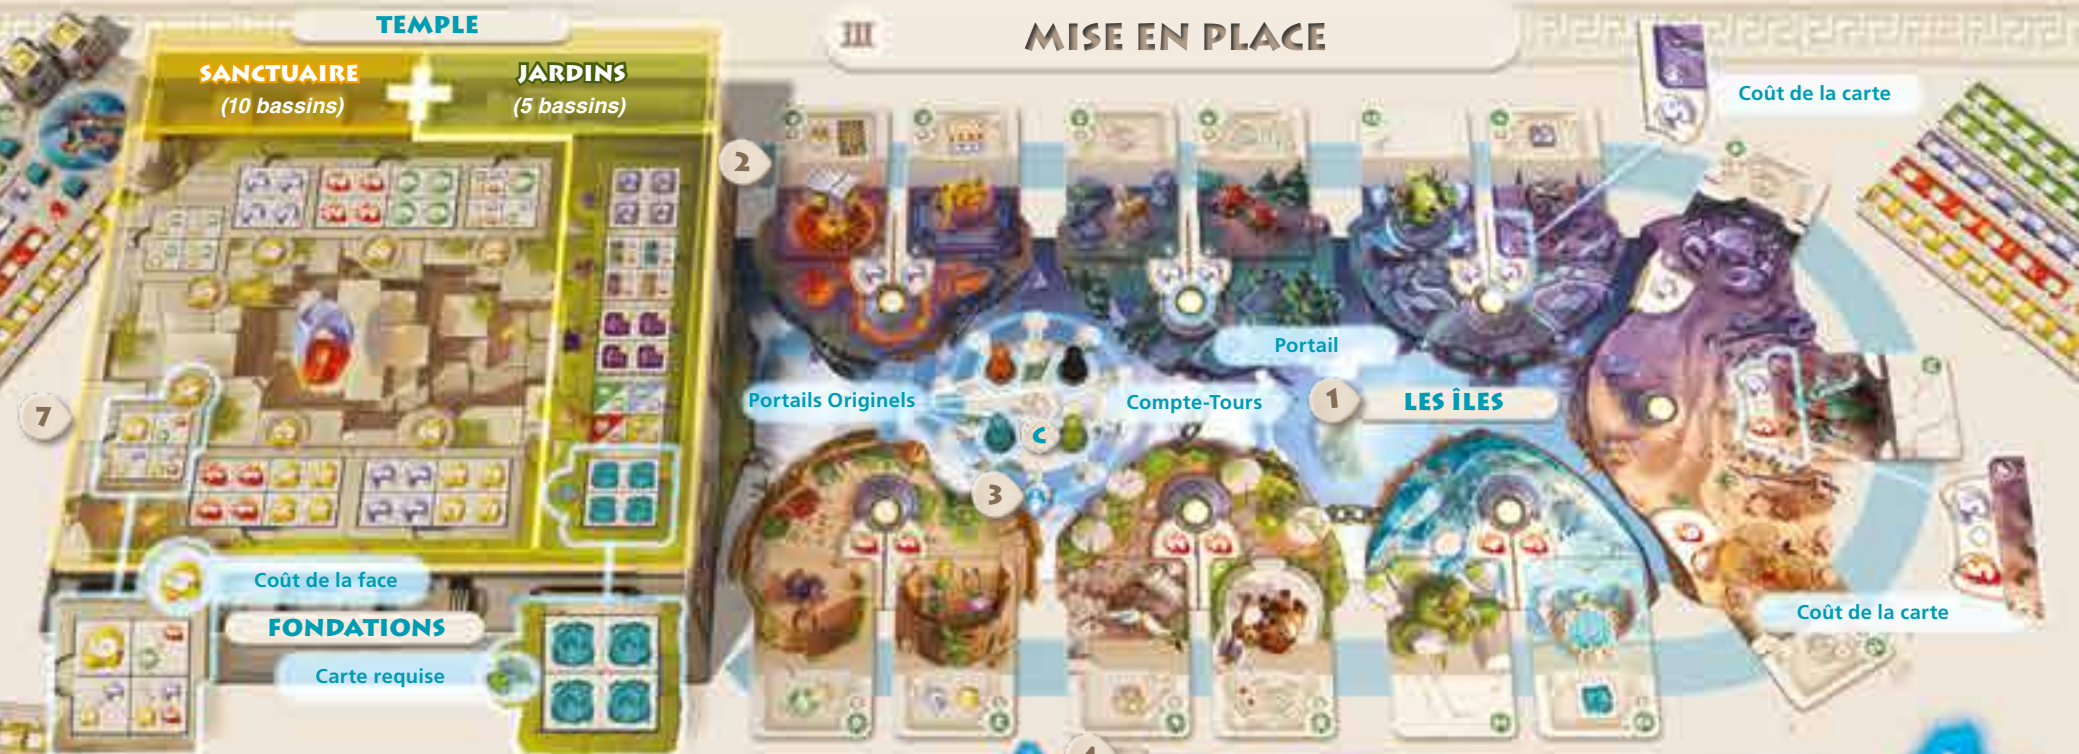 TEMPLE
III
MISE EN PLACE
SANCTUAIRE
(10 bassins)
JARDINS
(5 bassins)
Coût de la carte
2
Portail
Portails Originels
Compte-Tours
1
LES ÎLES
7
C
3
Coût de la face
FONDATIONS
Carte requise
Coût de la carte